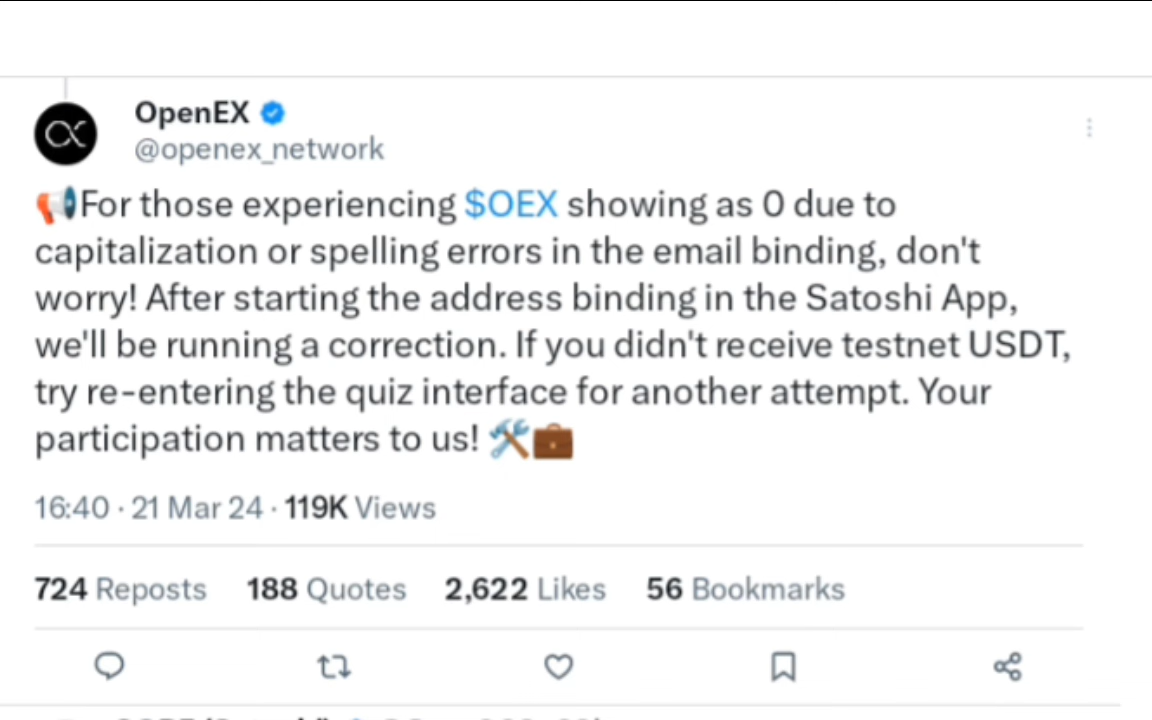 OpenEX
@openex_network
📢For those experiencing $OEX showing as 0 due to
capitalization or spelling errors in the email binding, don't
worry! After starting the address binding in the Satoshi App,
we'll be running a correction. If you didn't receive testnet USDT,
try re-entering the quiz interface for another attempt. Your
participation matters to us! 🛠️💼
16:40 · 21 Mar 24 · 119K Views
724 Reposts 188 Quotes 2,622 Likes 56 Bookmarks